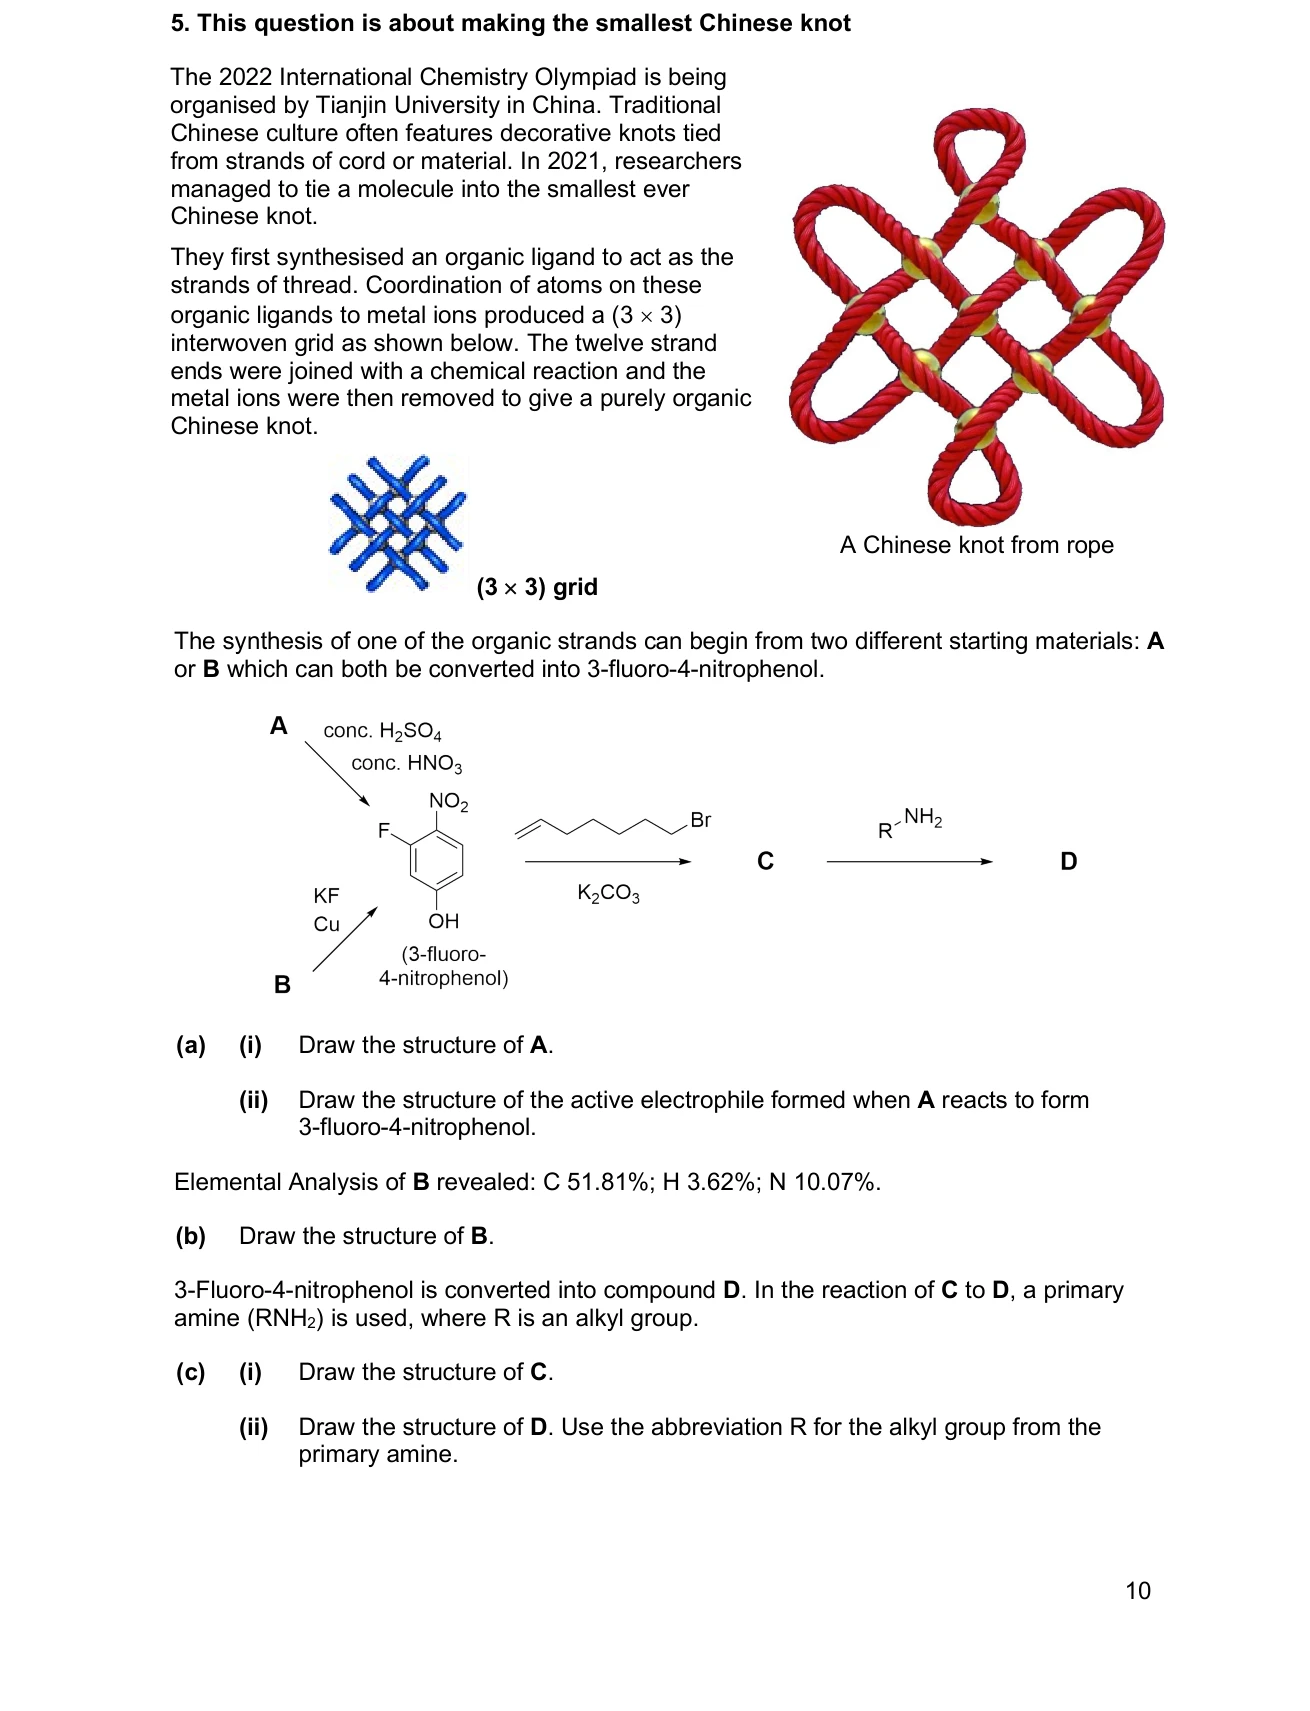 5. This question is about making the smallest Chinese knot
The 2022 International Chemistry Olympiad is being
organised by Tianjin University in China. Traditional
Chinese culture often features decorative knots tied
from strands of cord or material. In 2021, researchers
managed to tie a molecule into the smallest ever
Chinese knot.
They first synthesised an organic ligand to act as the
strands of thread. Coordination of atoms on these
organic ligands to metal ions produced a (3 × 3)
interwoven grid as shown below. The twelve strand
ends were joined with a chemical reaction and the
metal ions were then removed to give a purely organic
Chinese knot.
A Chinese knot from rope
(3 × 3) grid
The synthesis of one of the organic strands can begin from two different starting materials: A
or B which can both be converted into 3-fluoro-4-nitrophenol.
A
conc. H₂SO₄
conc. HNO₃
NO₂
F
OH
(3-fluoro-
4-nitrophenol)
KF
Cu
B
Br
K₂CO₃
C
R NH₂
D
(a) (i) Draw the structure of A.
(ii) Draw the structure of the active electrophile formed when A reacts to form
3-fluoro-4-nitrophenol.
Elemental Analysis of B revealed: C 51.81%; H 3.62%; N 10.07%.
(b) Draw the structure of B.
3-Fluoro-4-nitrophenol is converted into compound D. In the reaction of C to D, a primary
amine (RNH₂) is used, where R is an alkyl group.
(c) (i) Draw the structure of C.
(ii) Draw the structure of D. Use the abbreviation R for the alkyl group from the
primary amine.
10